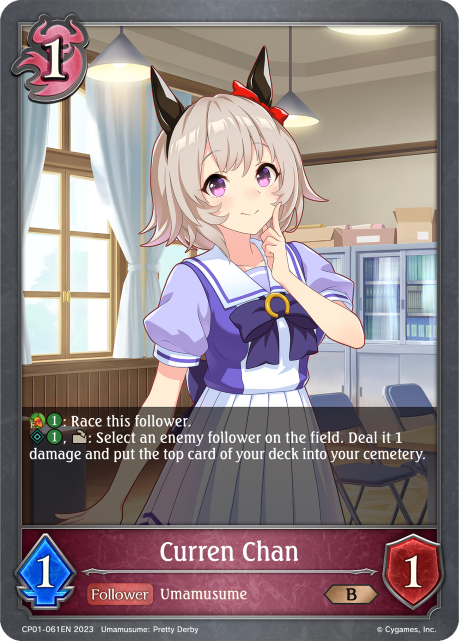 1
1: Race this follower.
1, : Select an enemy follower on the field. Deal it 1
damage and put the top card of your deck into your cemetery.
Curren Chan
1
Follower Umamusume
B
1
CP01-061EN 2023 Umamusume: Pretty Derby
© Cygames, Inc.